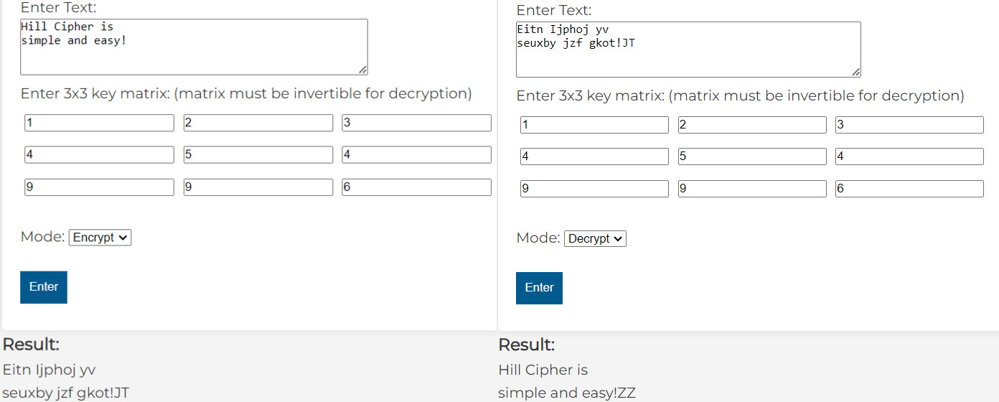 Enter Text:
Hill Cipher is
simple and easy!
Enter 3x3 key matrix: (matrix must be invertible for decryption)
1 2 3
4 5 4
9 9 6
Mode: Encrypt
Enter
Result:
Eitn Ijphoj yv
seuxby jzf gkot!JT
Enter Text:
Eitn Ijphoj yv
seuxby jzf gkot!JT
Enter 3x3 key matrix: (matrix must be invertible for decryption)
1 2 3
4 5 4
9 9 6
Mode: Decrypt
Enter
Result:
Hill Cipher is
simple and easy!ZZ